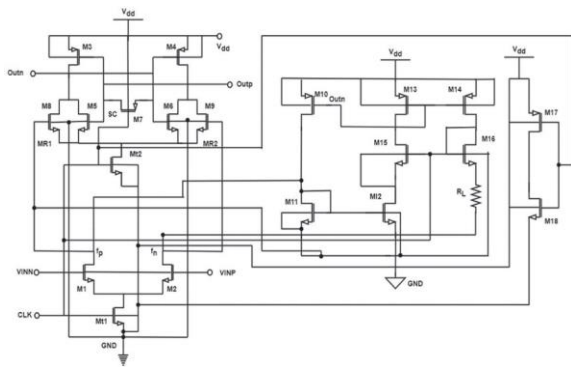 Vdd
M3
M4
Vdd
Outn
Outp
M8
M5
SC
M7
M6
M9
MR1
MR2
Mt2
fp
fn
VINN
M1
M2
VINP
CLK
Mt1
GND
Vdd
M10
Outn
M13
M14
M15
M16
RL
M11
M12
GND
Vdd
M17
M18